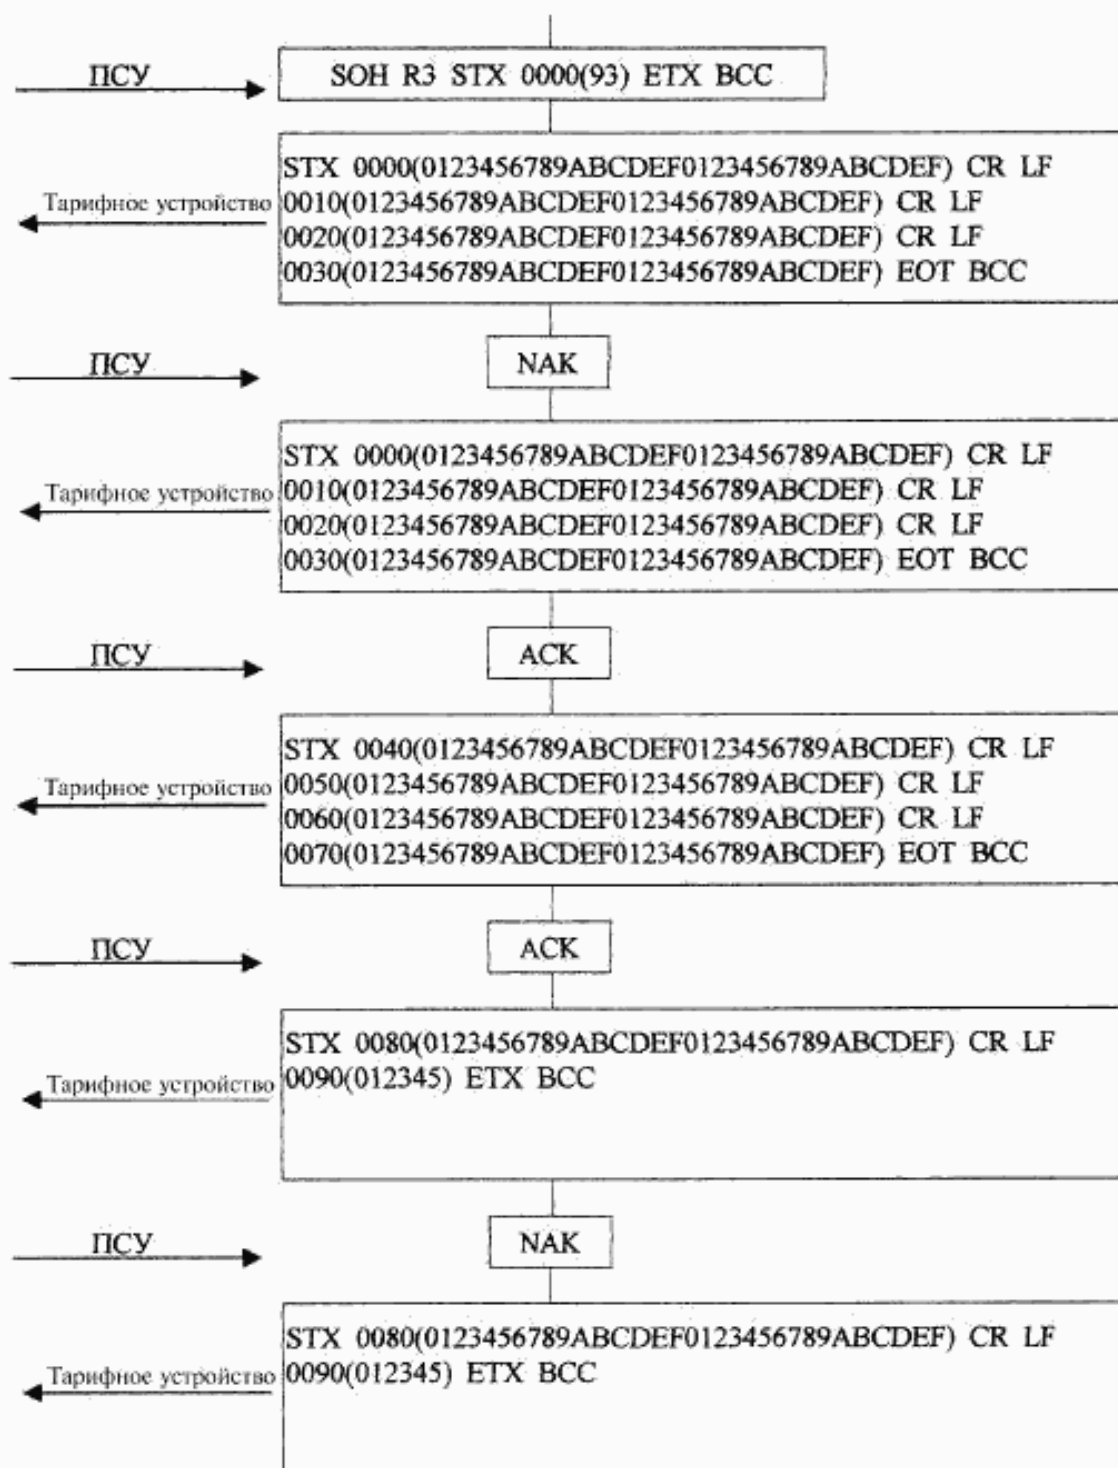 ПСУ
SOH R3 STX 0000(93) ETX BCC
STX 0000(0123456789ABCDEF0123456789ABCDEF) CR LF
Тарифное устройство
0010(0123456789ABCDEF0123456789ABCDEF) CR LF
0020(0123456789ABCDEF0123456789ABCDEF) CR LF
0030(0123456789ABCDEF0123456789ABCDEF) EOT BCC
ПСУ
NAK
STX 0000(0123456789ABCDEF0123456789ABCDEF) CR LF
Тарифное устройство
0010(0123456789ABCDEF0123456789ABCDEF) CR LF
0020(0123456789ABCDEF0123456789ABCDEF) CR LF
0030(0123456789ABCDEF0123456789ABCDEF) EOT BCC
ПСУ
ACK
STX 0040(0123456789ABCDEF0123456789ABCDEF) CR LF
Тарифное устройство
0050(0123456789ABCDEF0123456789ABCDEF) CR LF
0060(0123456789ABCDEF0123456789ABCDEF) CR LF
0070(0123456789ABCDEF0123456789ABCDEF) EOT BCC
ПСУ
ACK
STX 0080(0123456789ABCDEF0123456789ABCDEF) CR LF
Тарифное устройство
0090(012345) ETX BCC
ПСУ
NAK
STX 0080(0123456789ABCDEF0123456789ABCDEF) CR LF
Тарифное устройство
0090(012345) ETX BCC